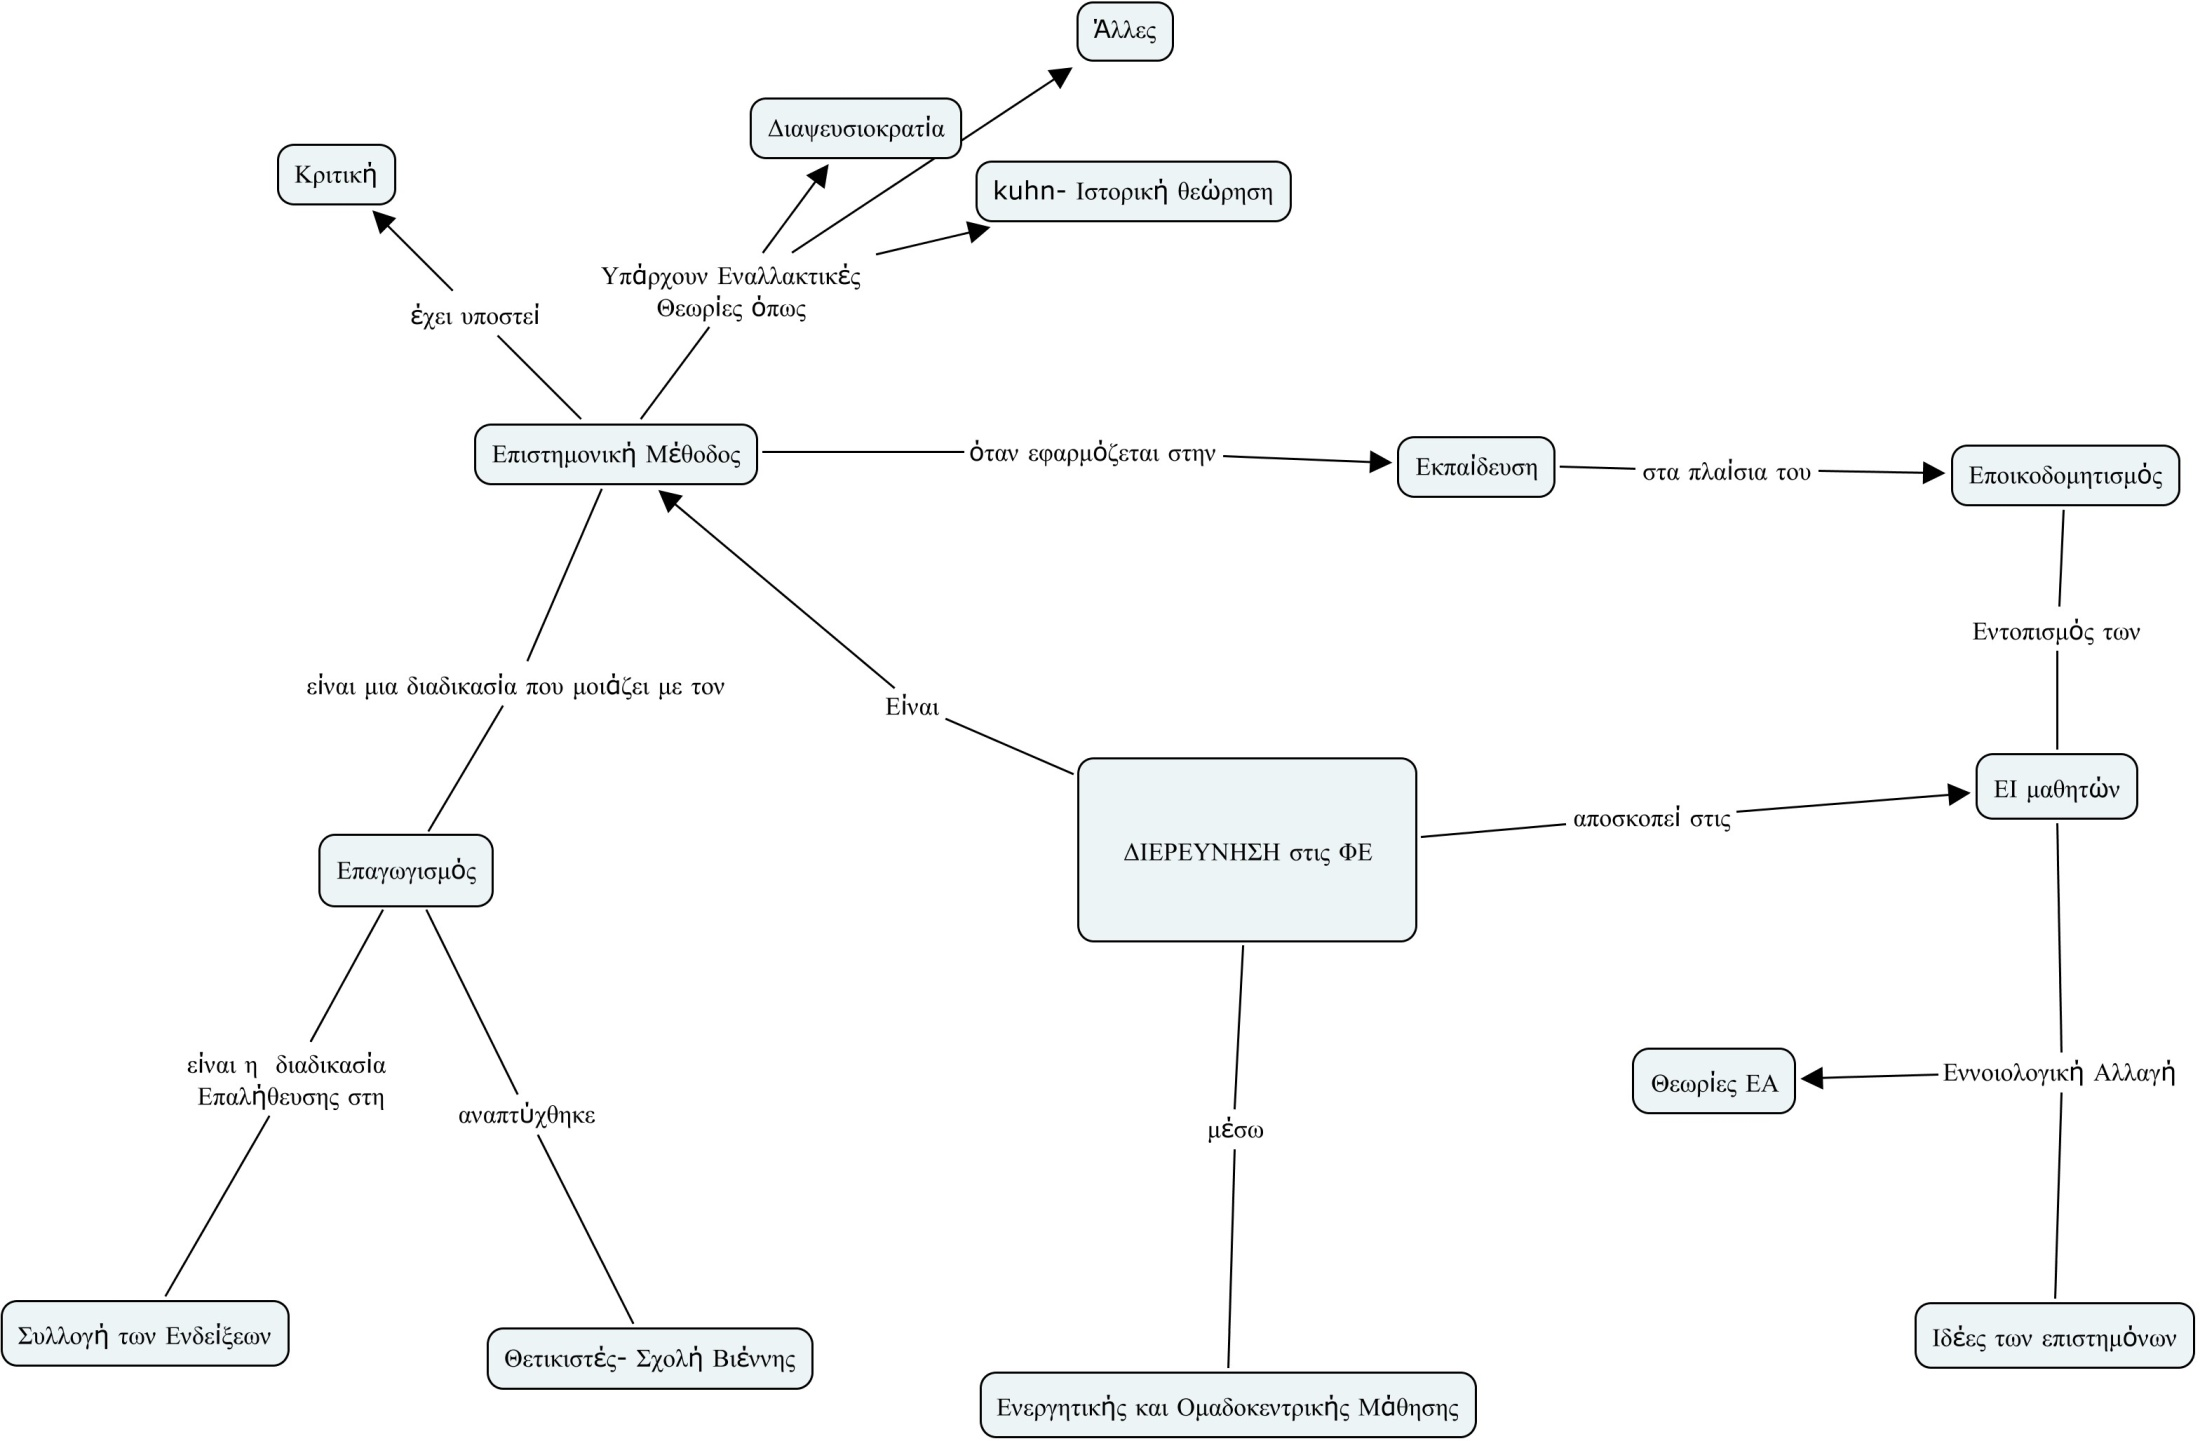 Άλλες
Διαψευσιοκρατία
Κριτική
kuhn- Ιστορική θεώρηση
Υπάρχουν Εναλλακτικές
Θεωρίες όπως
έχει υποστεί
Επιστημονική Μέθοδος
όταν εφαρμόζεται στην
Εκπαίδευση
στα πλαίσια του
Εποικοδομητισμός
Εντοπισμός των
είναι μια διαδικασία που μοιάζει με τον
Είναι
ΕΙ μαθητών
αποσκοπεί στις
ΔΙΕΡΕΥΝΗΣΗ στις ΦΕ
Επαγωγισμός
είναι η  διαδικασία
Επαλήθευσης στη
αναπτύχθηκε
μέσω
Θεωρίες ΕΑ
Εννοιολογική Αλλαγή
Συλλογή των Ενδείξεων
Θετικιστές- Σχολή Βιέννης
Ενεργητικής και Ομαδοκεντρικής Μάθησης
Ιδέες των επιστημόνων